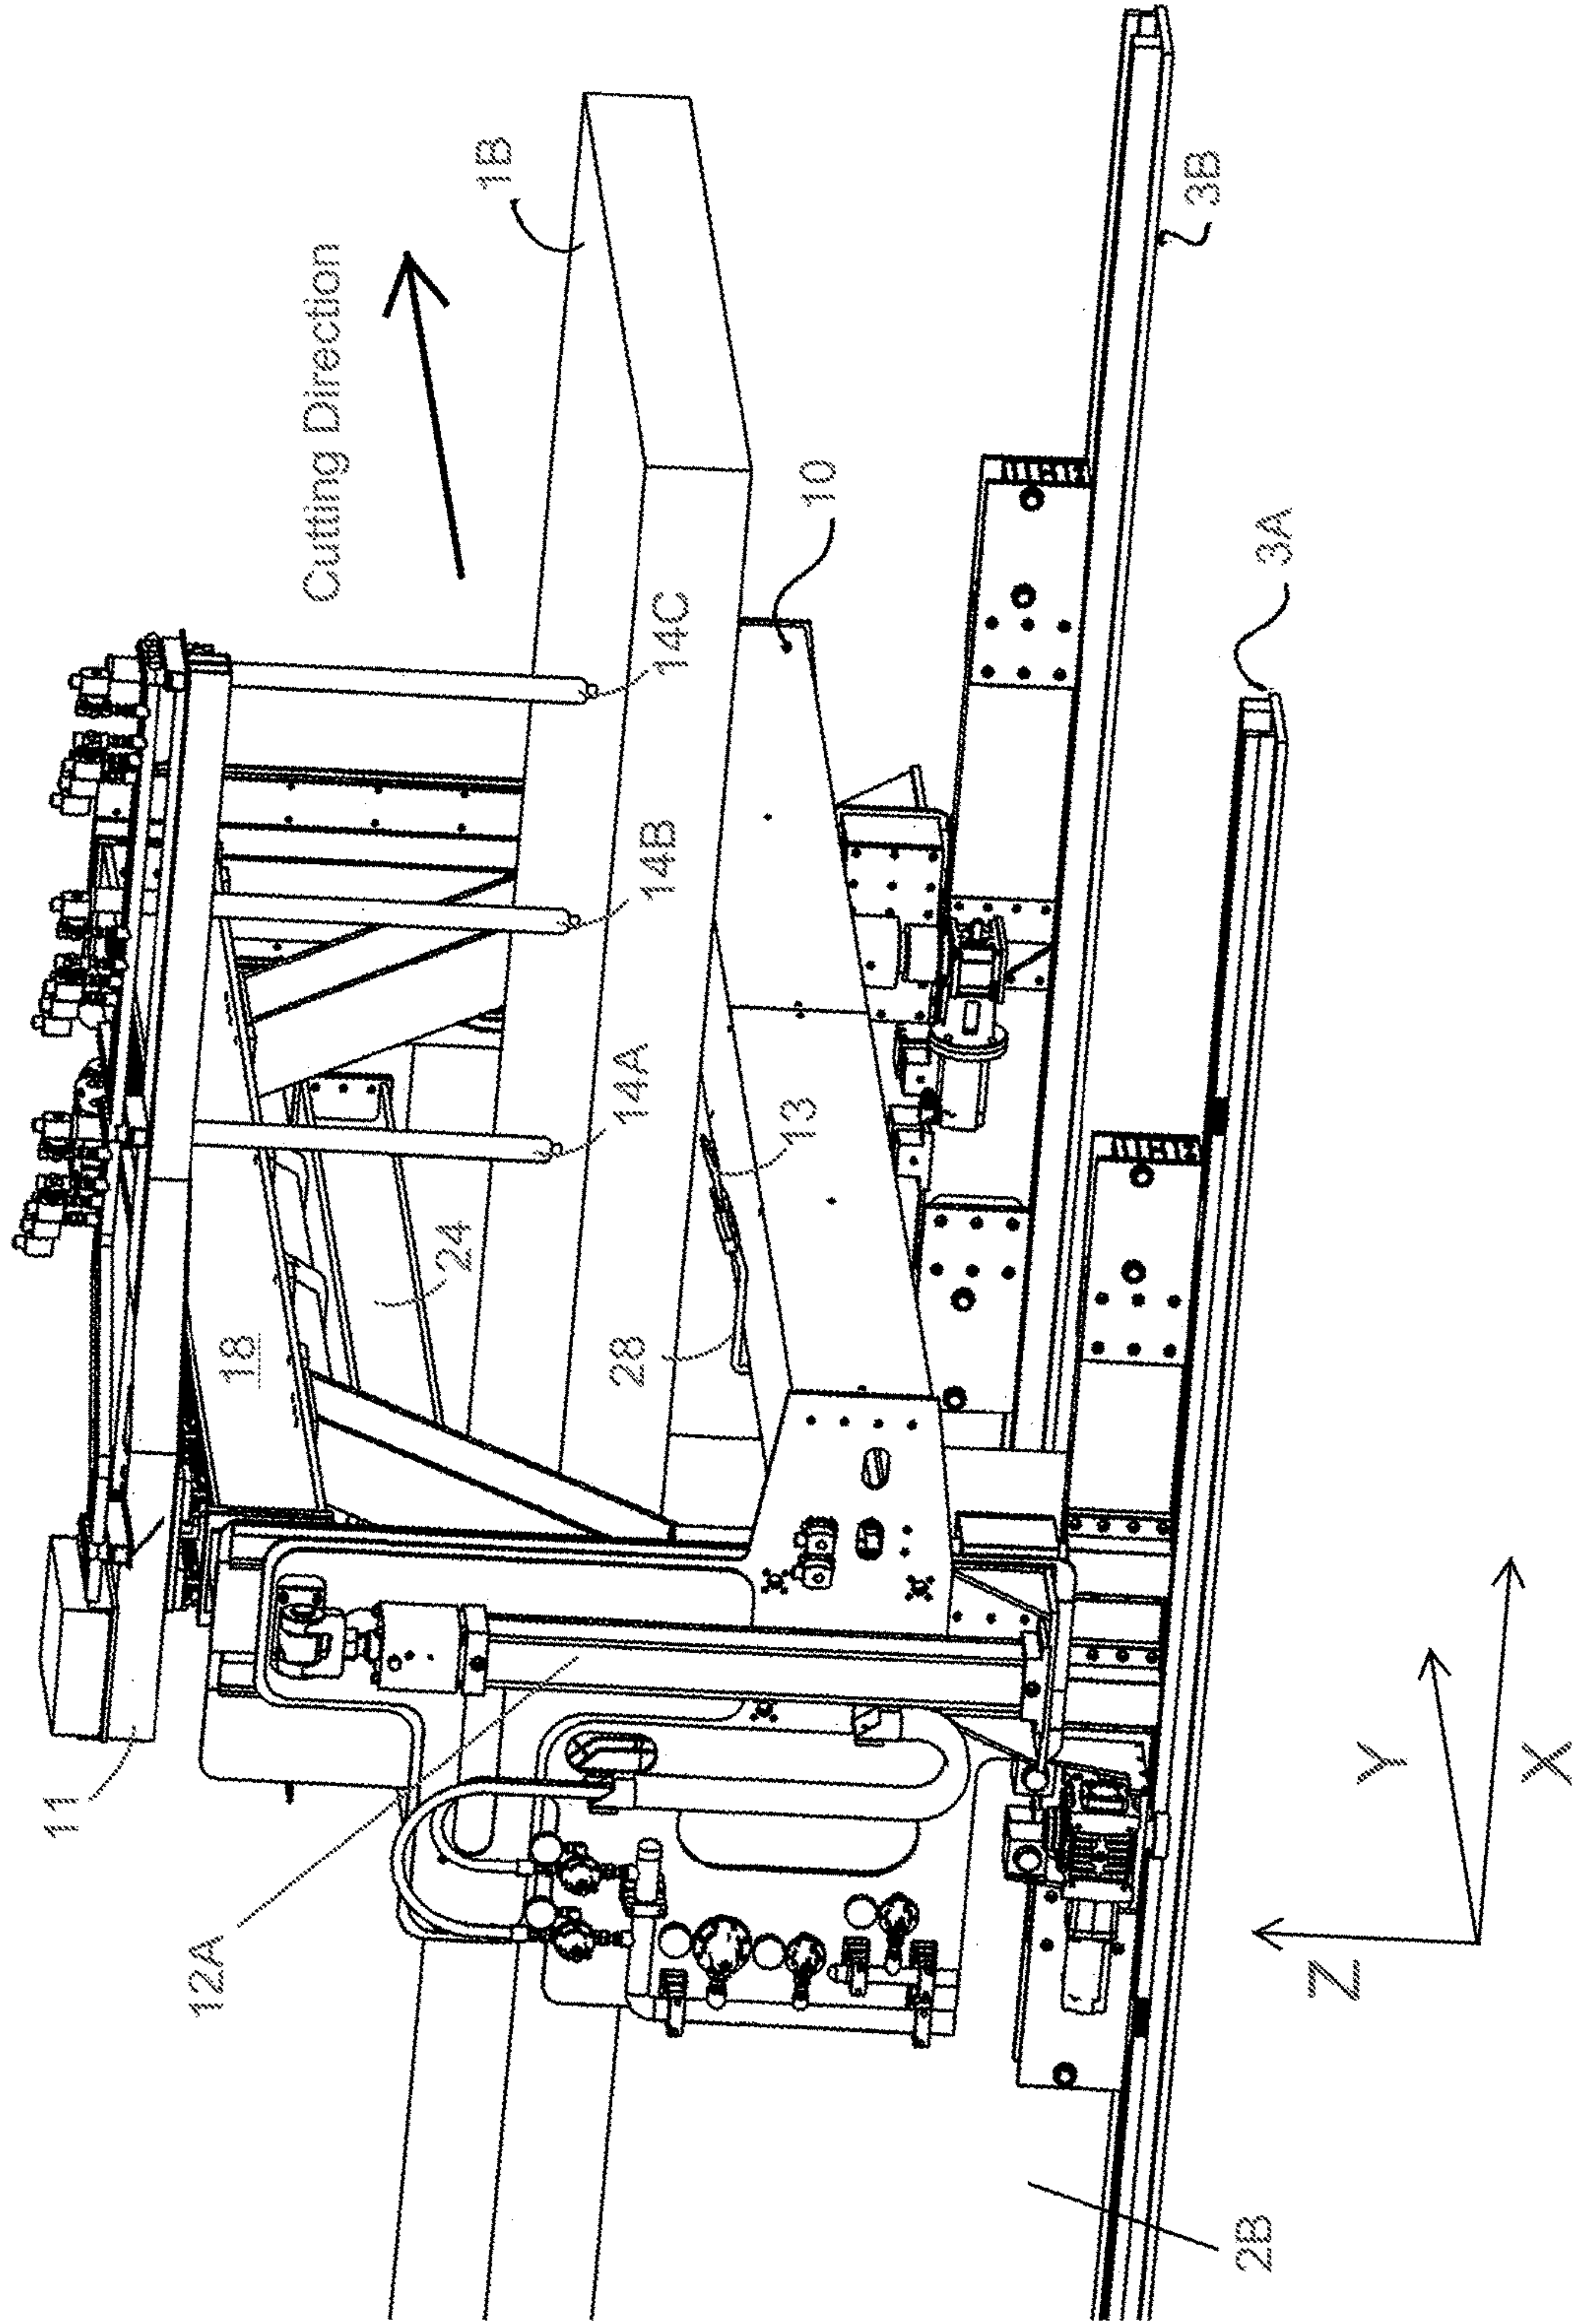 Cutting Direction
1B
3B
10
3A
14C
14B
14A
13
24
28
18
11
12A
Y
X
Z
2B